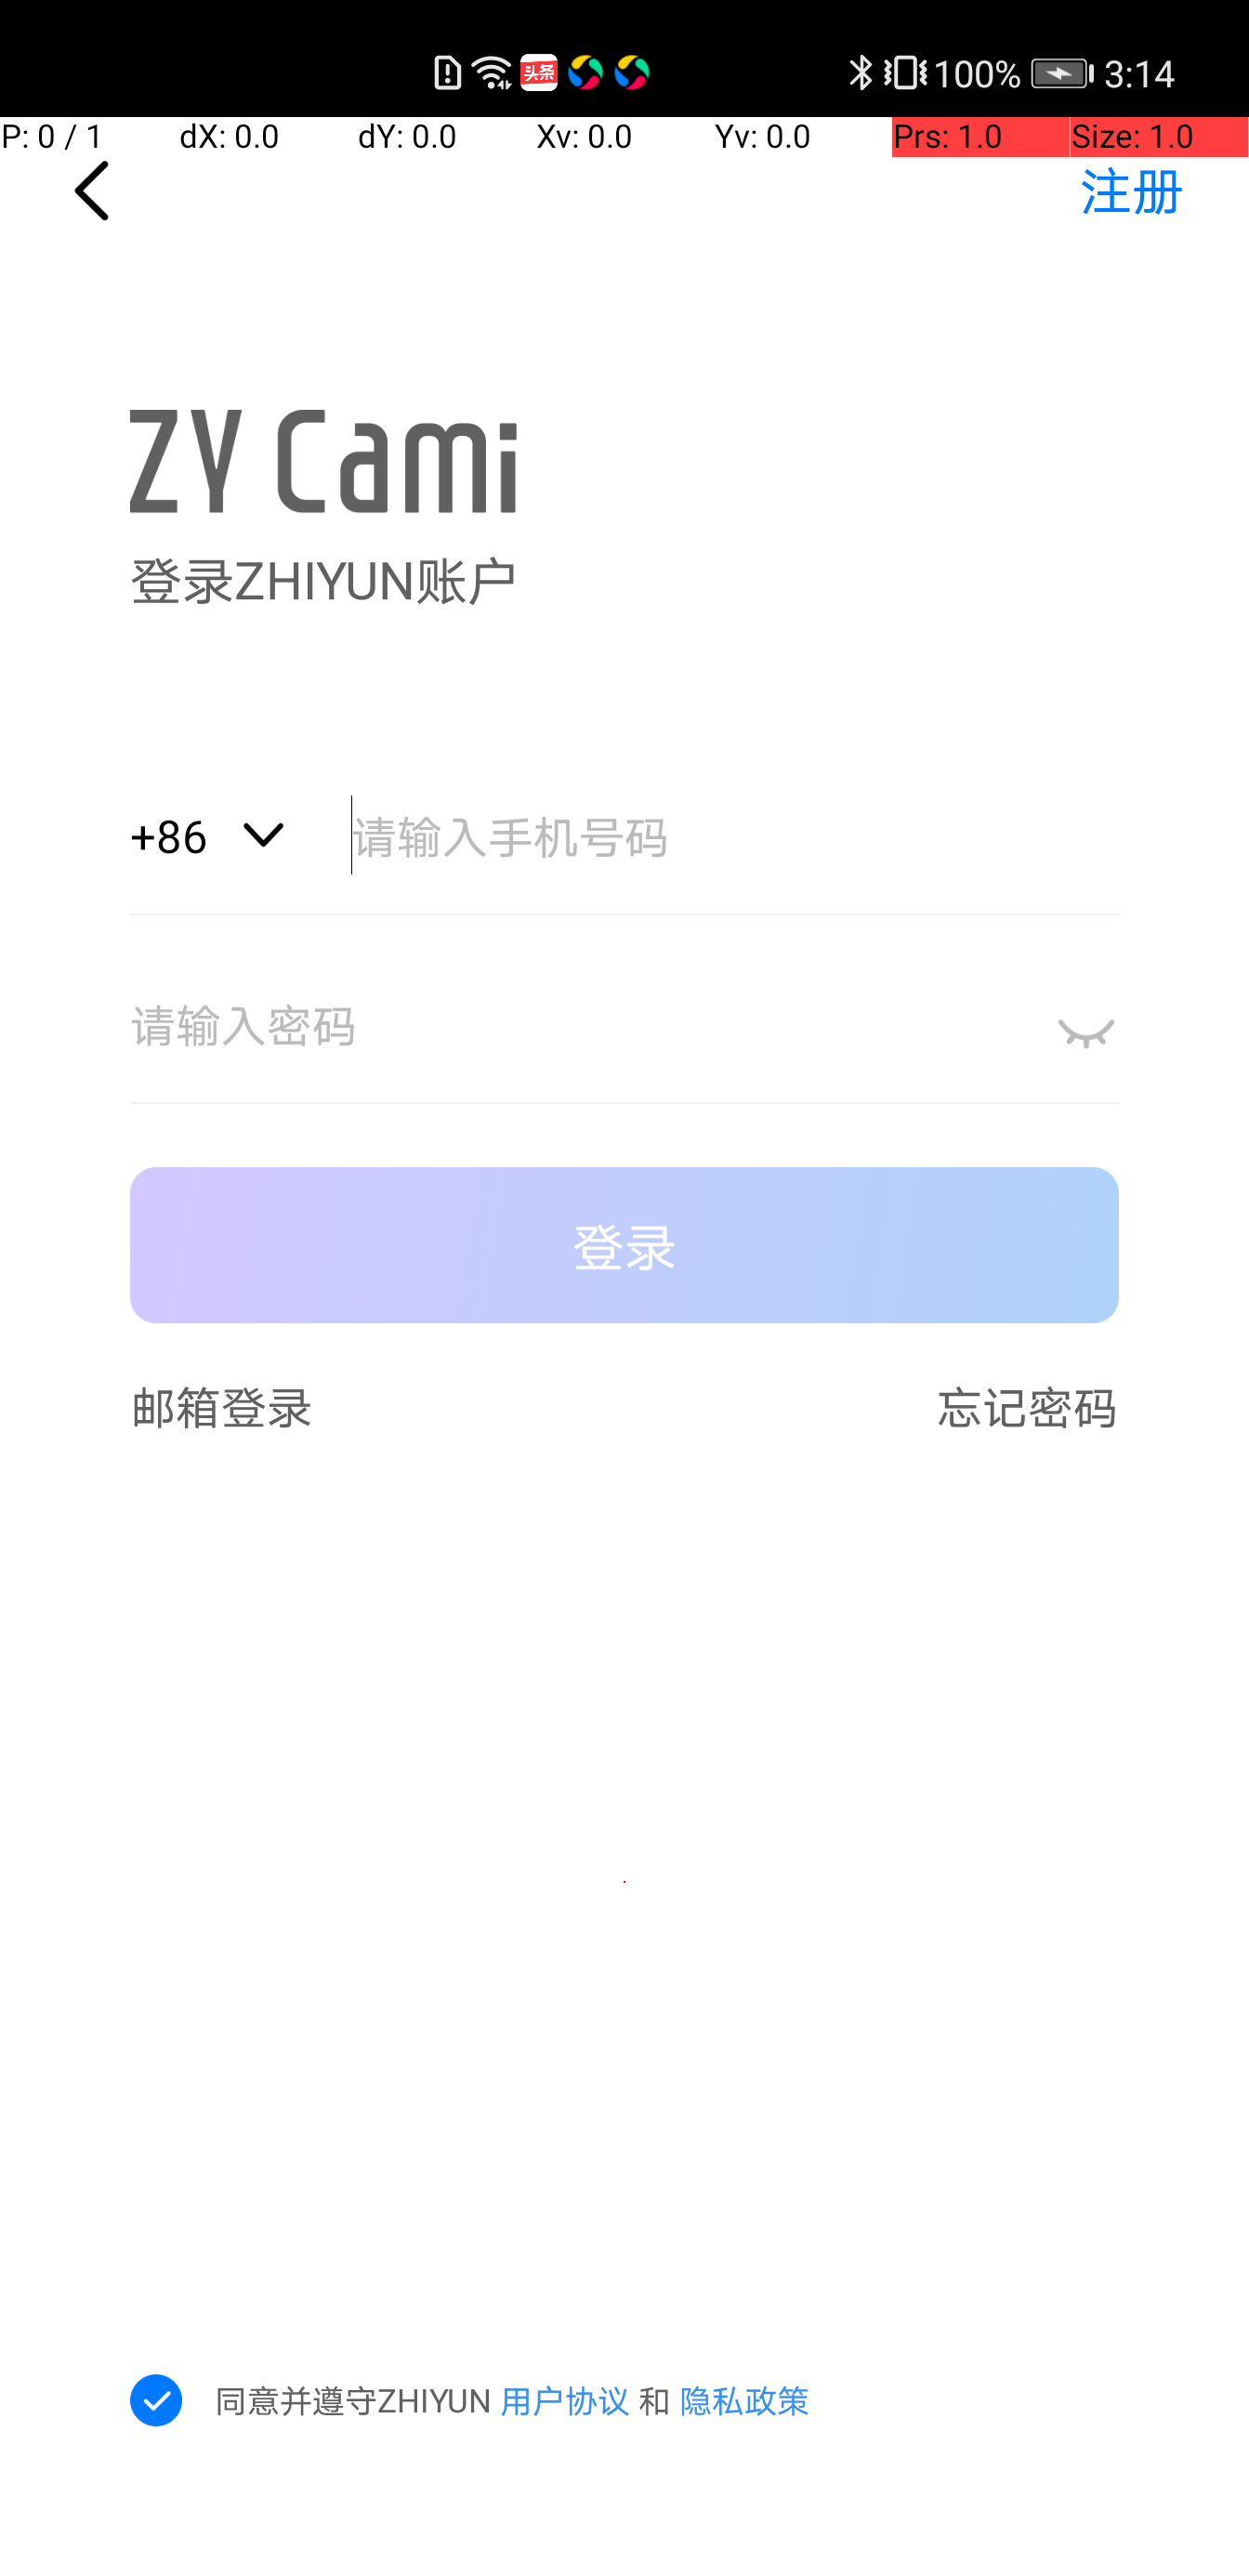 头条 100% 3:14
P: 0 / 1 dX: 0.0 dY: 0.0 Xv: 0.0 Yv: 0.0 Prs: 1.0 Size: 1.0
注册
ZY Cami
登录ZHIYUN账户
+86 请输入手机号码
请输入密码
登录
邮箱登录 忘记密码
同意并遵守ZHIYUN 用户协议 和 隐私政策